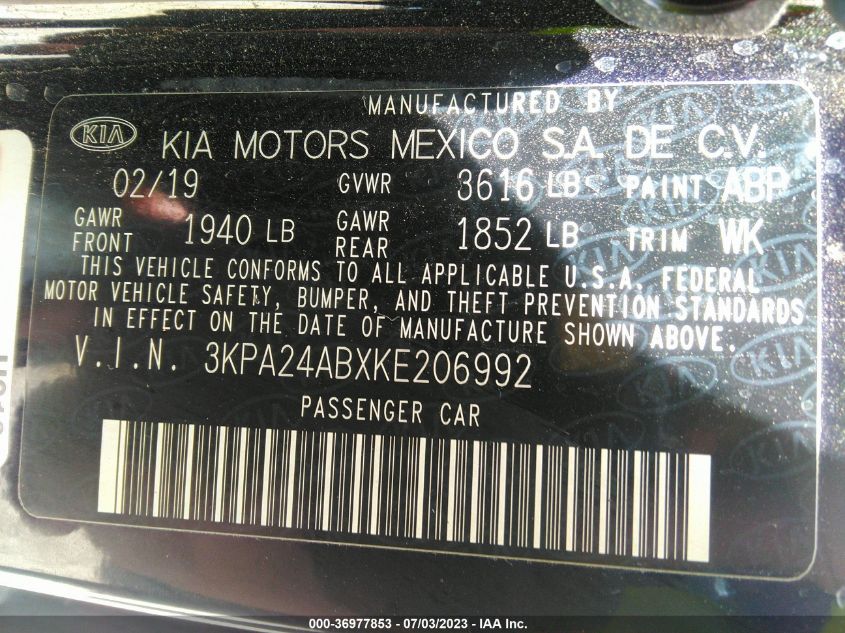 MANUFACTURED BY
KIA KIA MOTORS MEXICO S.A. DE C.V.
02/19 GVWR 3616 LB PAINT ABP
GAWR FRONT 1940 LB GAWR REAR 1852 LB TRIM WK
THIS VEHICLE CONFORMS TO ALL APPLICABLE U.S.A. FEDERAL
MOTOR VEHICLE SAFETY, BUMPER, AND THEFT PREVENTION STANDARDS
IN EFFECT ON THE DATE OF MANUFACTURE SHOWN ABOVE.
V.I.N. 3KPA24ABXKE206992
PASSENGER CAR
000-36977853 / 07/03/2023 - IAA Inc.